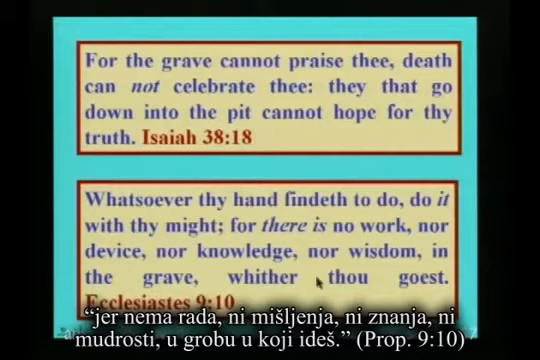 For the grave cannot praise thee, death
can not celebrate thee: they that go
down into the pit cannot hope for thy
truth. Isaiah 38:18
Whatsoever thy hand findeth to do, do it
with thy might; for there is no work, nor
device, nor knowledge, nor wisdom, in
the grave, whither thou goest.
Ecclesiastes 9:10
“jer nema rada, ni mišljenja, ni znanja, ni
mudrosti, u grobu u koji ideš.” (Prop. 9:10)